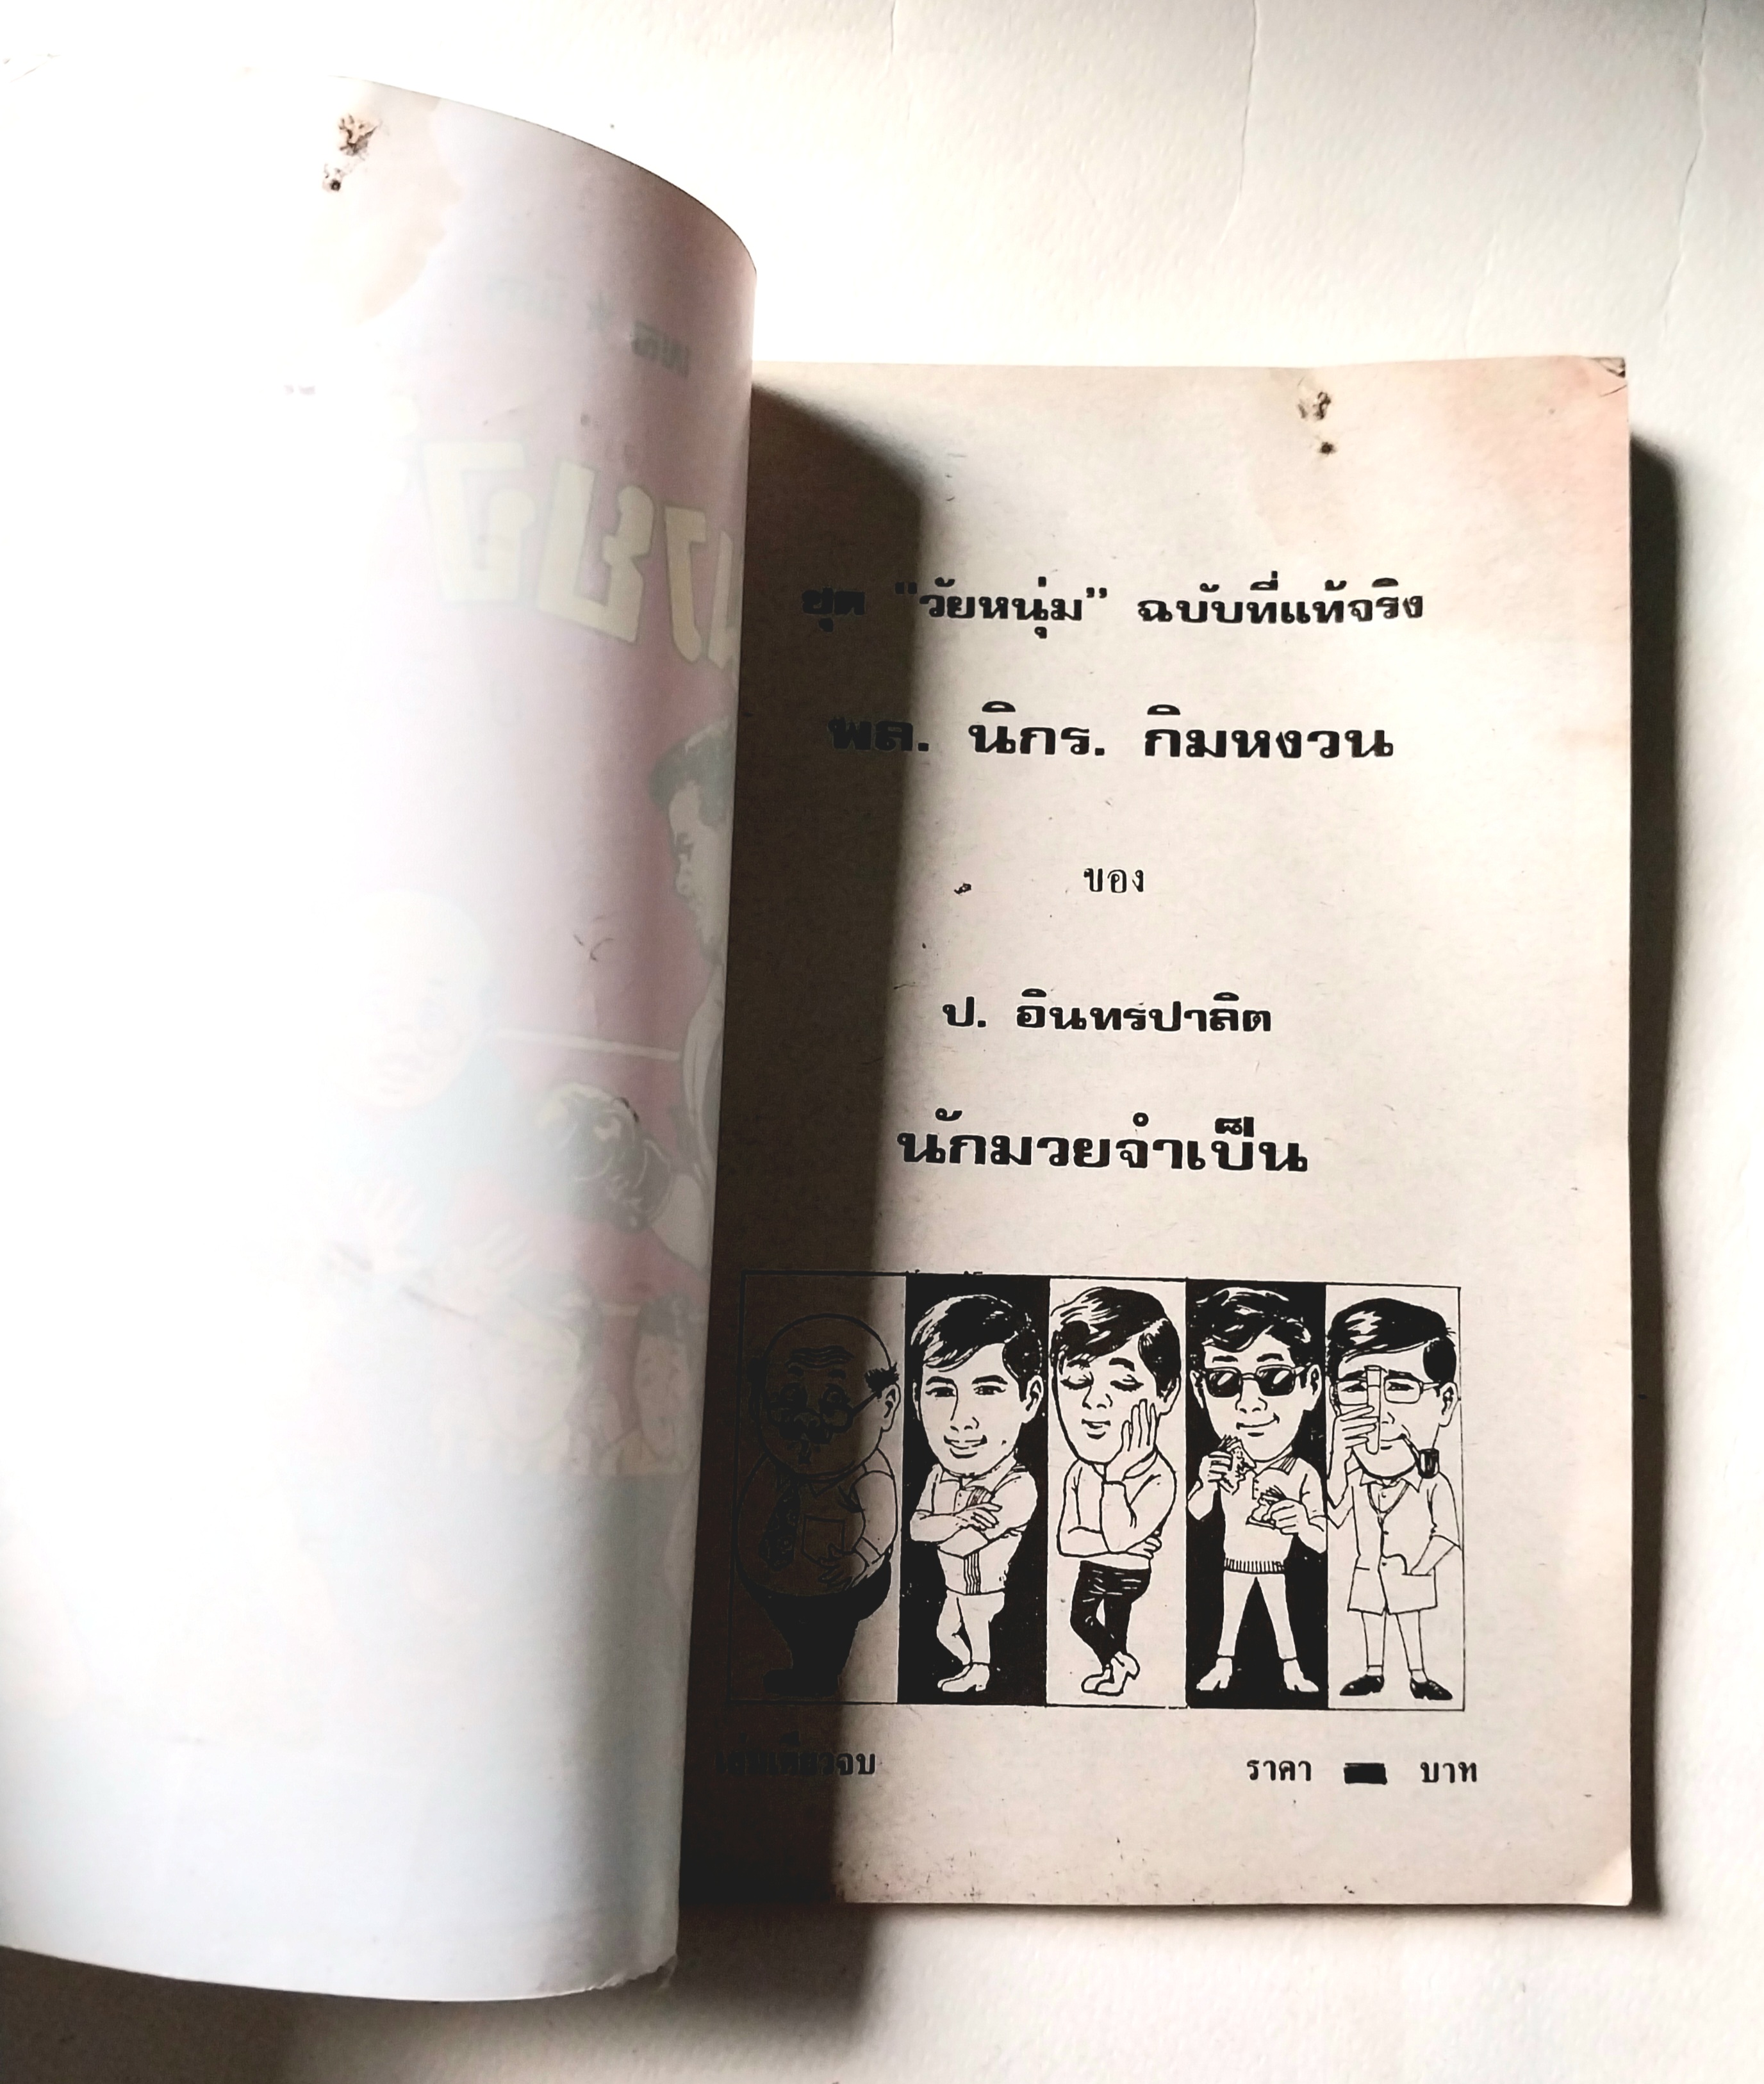 ชุด "วัยหนุ่ม" ฉบับที่แท้จริง
พล. นิกร. กิมหงวน
ของ
ป. อินทรปาลิต
นักมวยจำเป็น
เล่มเดียวจบ
ราคา บาท